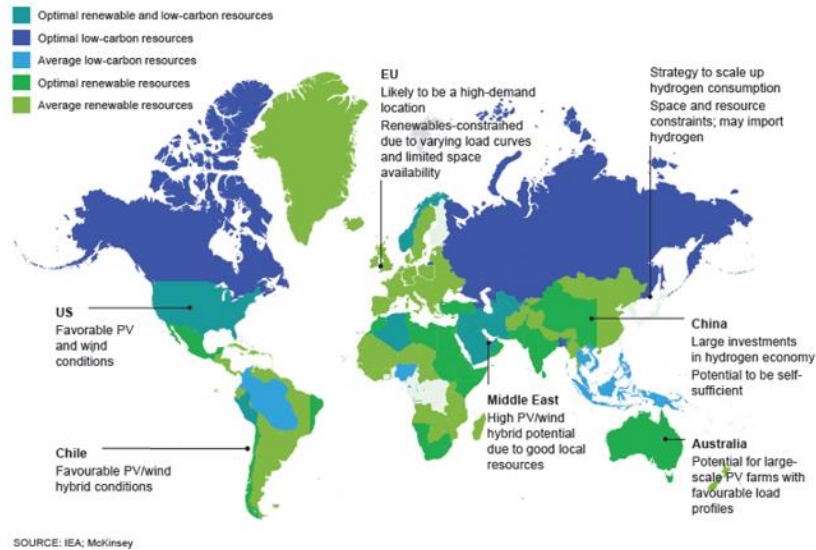 Optimal renewable and low-carbon resources
Optimal low-carbon resources
Average low-carbon resources
Optimal renewable resources
Average renewable resources
EU
Likely to be a high-demand
location
Renewables-constrained
due to varying load curves
and limited space
availability
Strategy to scale up
hydrogen consumption
Space and resource
constraints; may import
hydrogen
US
Favorable PV
and wind
conditions
China
Large investments
in hydrogen economy
Potential to be self-
sufficient
Middle East
High PV/wind
hybrid potential
due to good local
resources
Chile
Favourable PV/wind
hybrid conditions
Australia
Potential for large-
scale PV farms with
favourable load
profiles
SOURCE: IEA; McKinsey